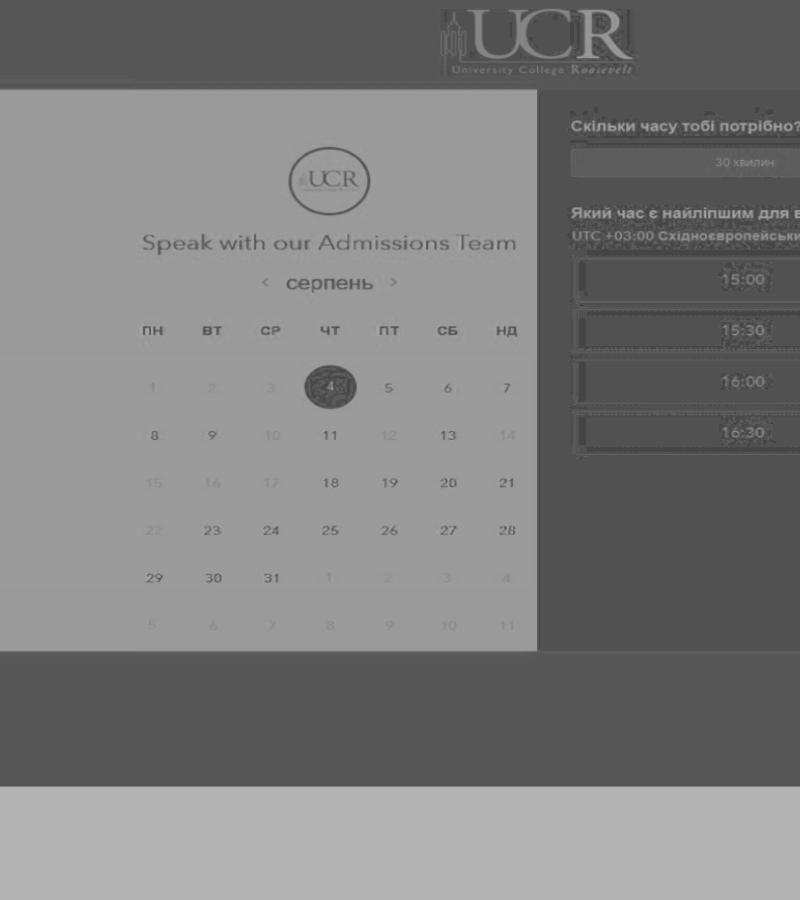 UCR
University College Roosevelt
UCR
Speak with our Admissions Team
< серпень >
ПН ВТ СР ЧТ ПТ СБ НД
1 2 3 4 5 6 7
8 9 10 11 12 13 14
15 16 17 18 19 20 21
22 23 24 25 26 27 28
29 30 31 1 2 3 4
5 6 7 8 9 10 11
Скільки часу тобі потрібно?
30 хвилин
Який час є найліпшим для в
UTC +03:00 Східноєвропейськи
15:00
15:30
16:00
16:30